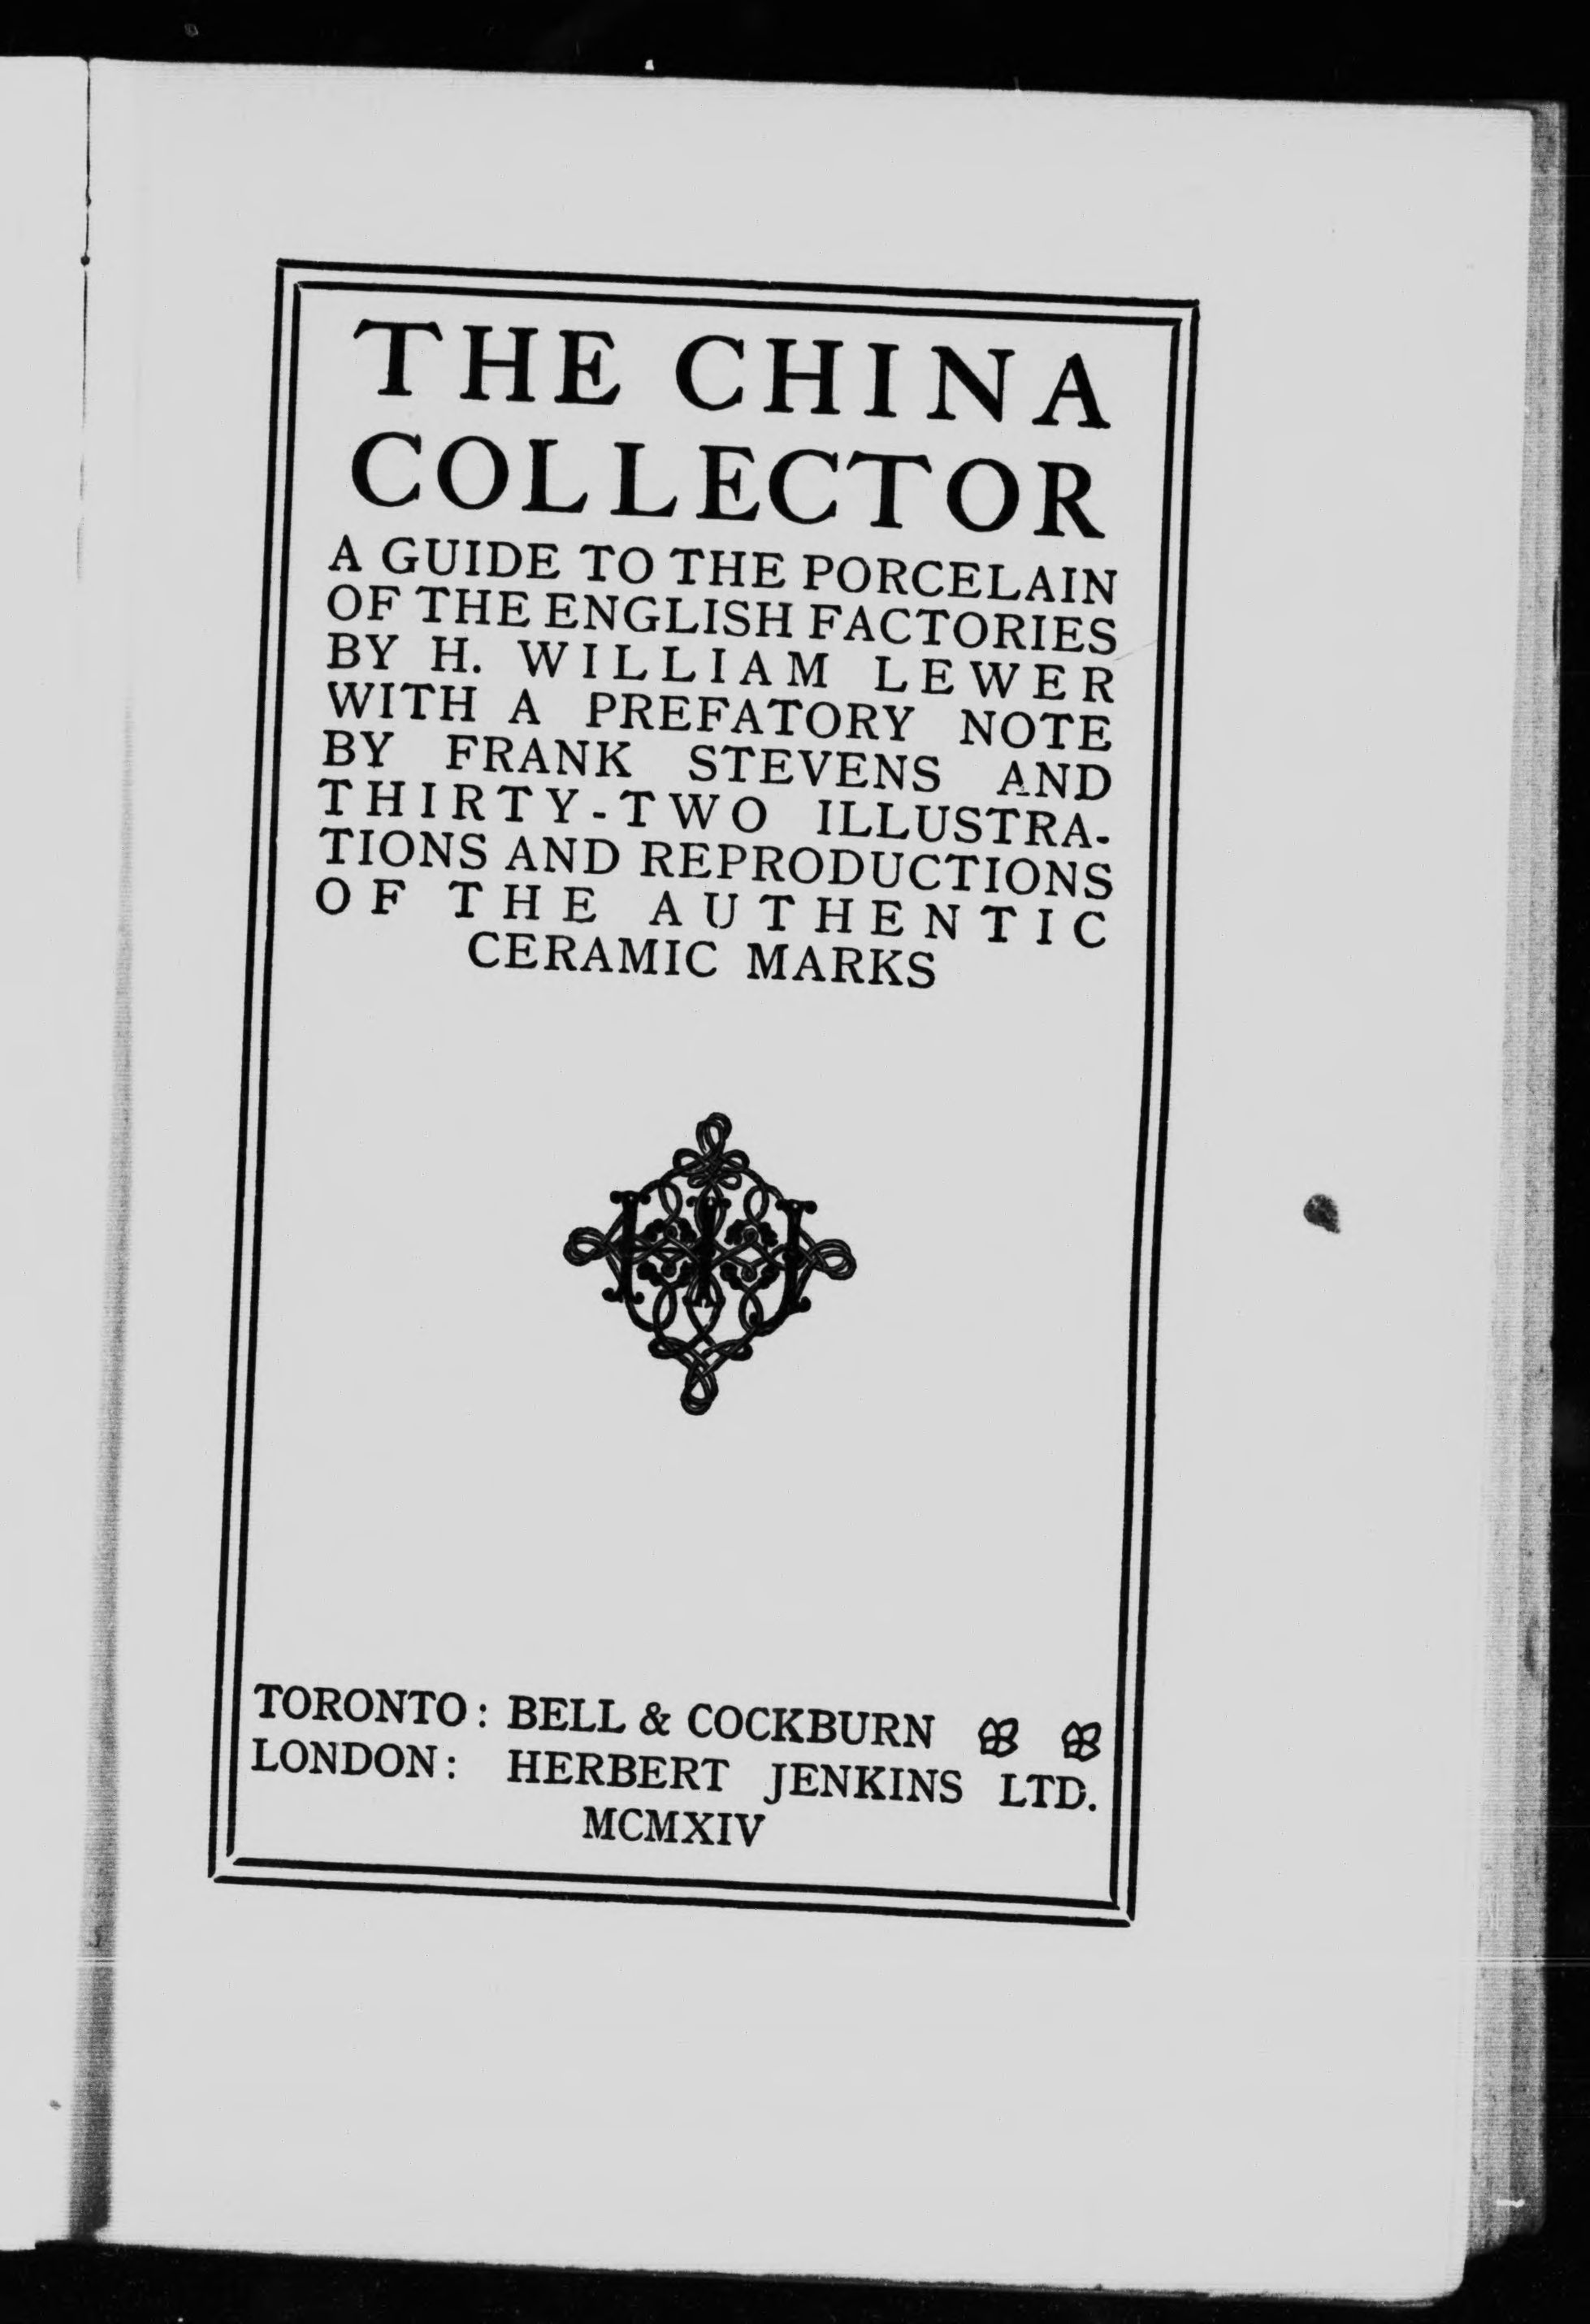 THE CHINA
COLLECTOR
A GUIDE TO THE PORCELAIN
OF THE ENGLISH FACTORIES
BY H. WILLIAM LEWER
WITH A PREFATORY NOTE
BY FRANK STEVENS AND
THIRTY-TWO ILLUSTRA-
TIONS AND REPRODUCTIONS
OF THE AUTHENTIC
CERAMIC MARKS
TORONTO: BELL & COCKBURN
LONDON: HERBERT JENKINS LTD.
MCMXIV